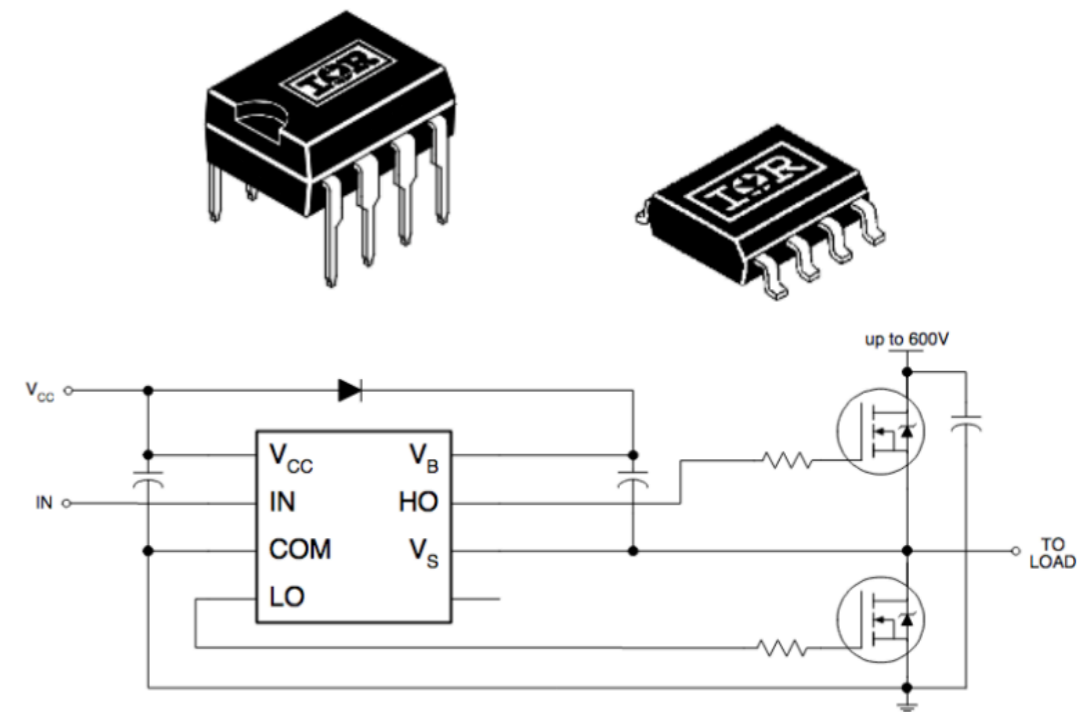 IOR
IOR
up to 600V
VCC
VCC
VB
IN
IN
HO
COM
VS
TO
LOAD
LO